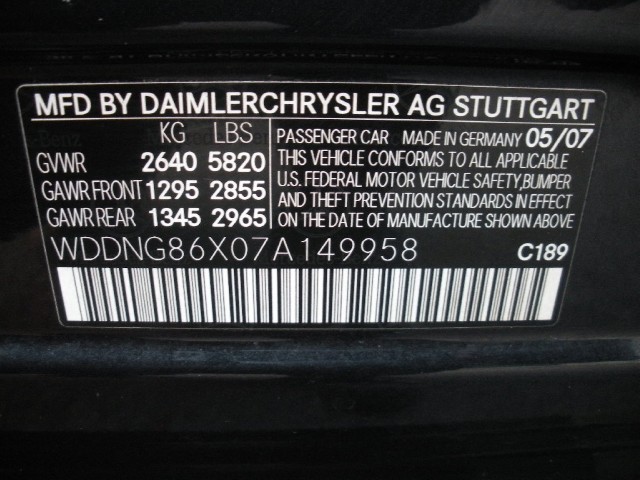 MFD BY DAIMLERCHRYSLER AG STUTTGART
KG LBS
GVWR 2640 5820
GAWR FRONT 1295 2855
GAWR REAR 1345 2965
PASSENGER CAR MADE IN GERMANY 05/07
THIS VEHICLE CONFORMS TO ALL APPLICABLE
U.S. FEDERAL MOTOR VEHICLE SAFETY, BUMPER
AND THEFT PREVENTION STANDARDS IN EFFECT
ON THE DATE OF MANUFACTURE SHOWN ABOVE
WDDNG86X07A149958
C189